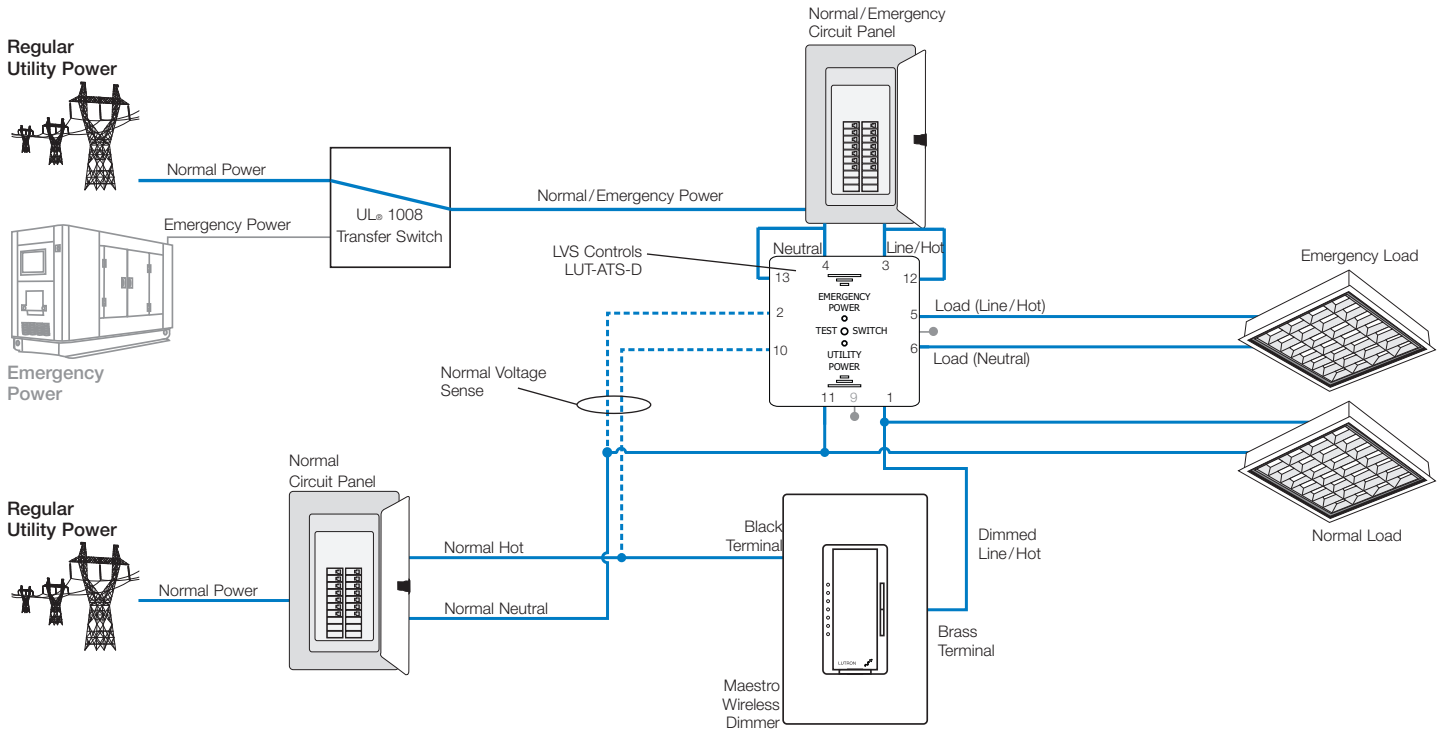 Normal/Emergency
Circuit Panel
Regular
Utility Power
Normal Power
Normal/Emergency Power
Emergency Power
UL® 1008
Transfer Switch
LVS Controls
LUT-ATS-D
Neutral
Line/Hot
4
3
13
12
EMERGENCY
POWER
2
5
TEST SWITCH
10
6
UTILITY
POWER
11 9 1
Load (Line/Hot)
Load (Neutral)
Emergency Load
Emergency
Power
Normal Voltage
Sense
Normal
Circuit Panel
Regular
Utility Power
Normal Power
Normal Hot
Normal Neutral
Black
Terminal
Dimmed
Line/Hot
Normal Load
LUTRON
Brass
Terminal
Maestro
Wireless
Dimmer